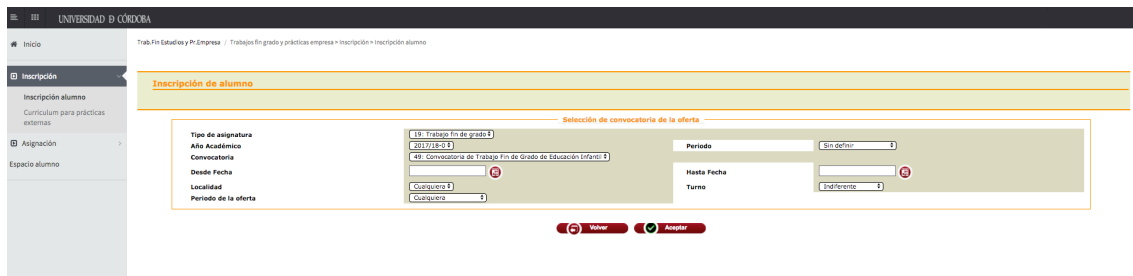 UNIVERSIDAD Ð CÓRDOBA
Inicio
Trab.Fin Estudios y Pr.Empresa / Trabajos fin grado y prácticas empresa > Inscripción > Inscripción alumno
Inscripción
Inscripción de alumno
Inscripción alumno
Curriculum para prácticas
externas
Asignación
Espacio alumno
Selección de convocatoria de la oferta
Tipo de asignatura 19: Trabajo fin de grado
Año Académico 2017/18-0 Periodo Sin definir
Convocatoria 49: Convocatoria de Trabajo Fin de Grado de Educación Infantil
Desde Fecha Hasta Fecha
Localidad Cualquiera Turno Indiferente
Periodo de la oferta Cualquiera
Volver Aceptar